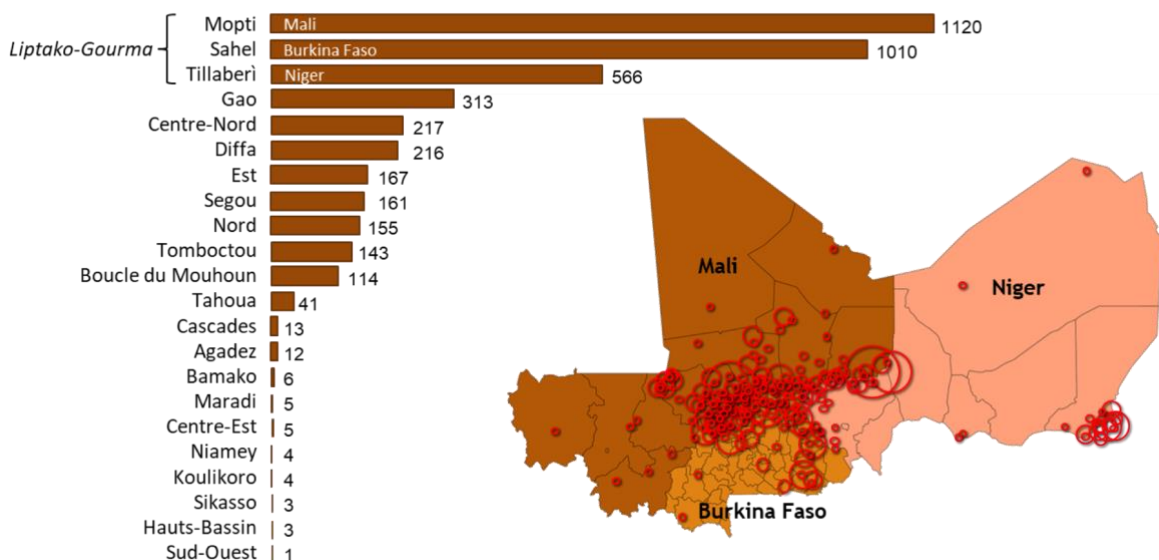 Liptako-Gourma
Mopti Mali 1120
Sahel Burkina Faso 1010
Tillaberì Niger 566
Gao 313
Centre-Nord 217
Diffa 216
Est 167
Segou 161
Nord 155
Tomboctou 143
Boucle du Mouhoun 114
Tahoua 41
Cascades 13
Agadez 12
Bamako 6
Maradi 5
Centre-Est 5
Niamey 4
Koulikoro 4
Sikasso 3
Hauts-Bassin 3
Sud-Ouest 1
Mali
Niger
Burkina Faso